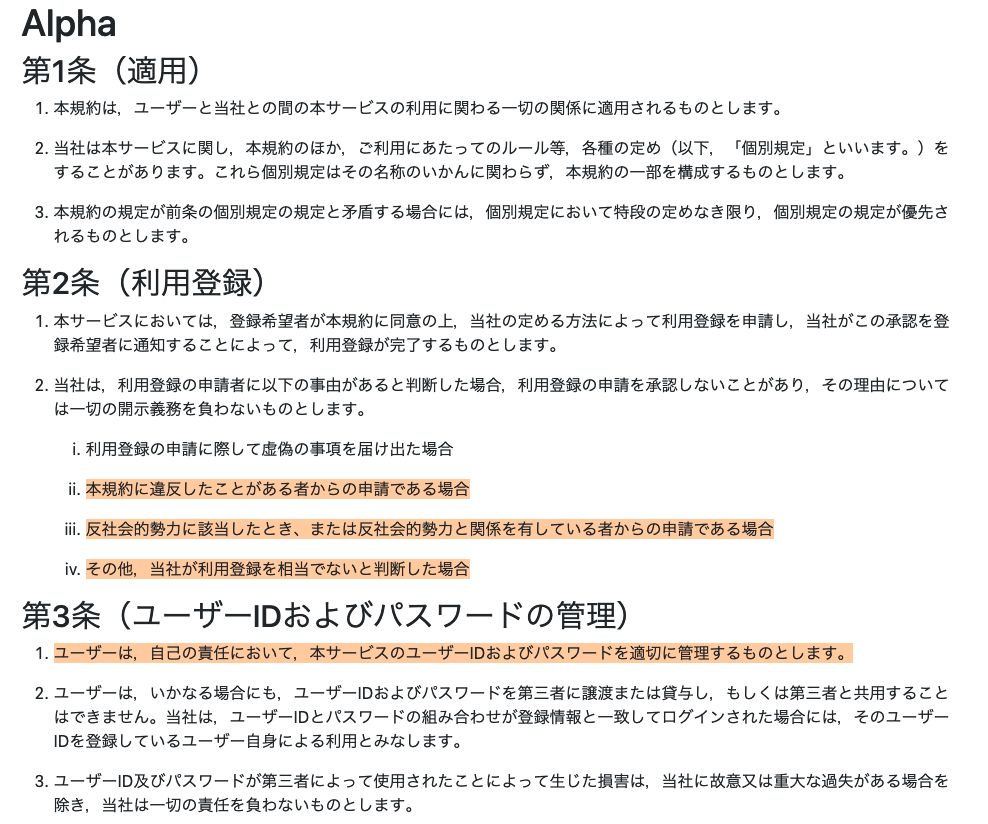 Alpha
第1条（適用）
1. 本規約は，ユーザーと当社との間の本サービスの利用に関わる一切の関係に適用されるものとします。
2. 当社は本サービスに関し，本規約のほか，ご利用にあたってのルール等，各種の定め（以下，「個別規定」といいます。）を
することがあります。これら個別規定はその名称のいかんに関わらず，本規約の一部を構成するものとします。
3. 本規約の規定が前条の個別規定の規定と矛盾する場合には，個別規定において特段の定めなき限り，個別規定の規定が優先さ
れるものとします。
第2条（利用登録）
1. 本サービスにおいては，登録希望者が本規約に同意の上，当社の定める方法によって利用登録を申請し，当社がこの承認を登
録希望者に通知することによって，利用登録が完了するものとします。
2. 当社は，利用登録の申請者に以下の事由があると判断した場合，利用登録の申請を承認しないことがあり，その理由について
は一切の開示義務を負わないものとします。
i. 利用登録の申請に際して虚偽の事項を届け出た場合
ii. 本規約に違反したことがある者からの申請である場合
iii. 反社会的勢力に該当したとき、または反社会的勢力と関係を有している者からの申請である場合
iv. その他，当社が利用登録を相当でないと判断した場合
第3条（ユーザーIDおよびパスワードの管理）
1. ユーザーは，自己の責任において，本サービスのユーザーIDおよびパスワードを適切に管理するものとします。
2. ユーザーは，いかなる場合にも，ユーザーIDおよびパスワードを第三者に譲渡または貸与し，もしくは第三者と共用すること
はできません。当社は，ユーザーIDとパスワードの組み合わせが登録情報と一致してログインされた場合には，そのユーザー
IDを登録しているユーザー自身による利用とみなします。
3. ユーザーID及びパスワードが第三者によって使用されたことによって生じた損害は，当社に故意又は重大な過失がある場合を
除き，当社は一切の責任を負わないものとします。